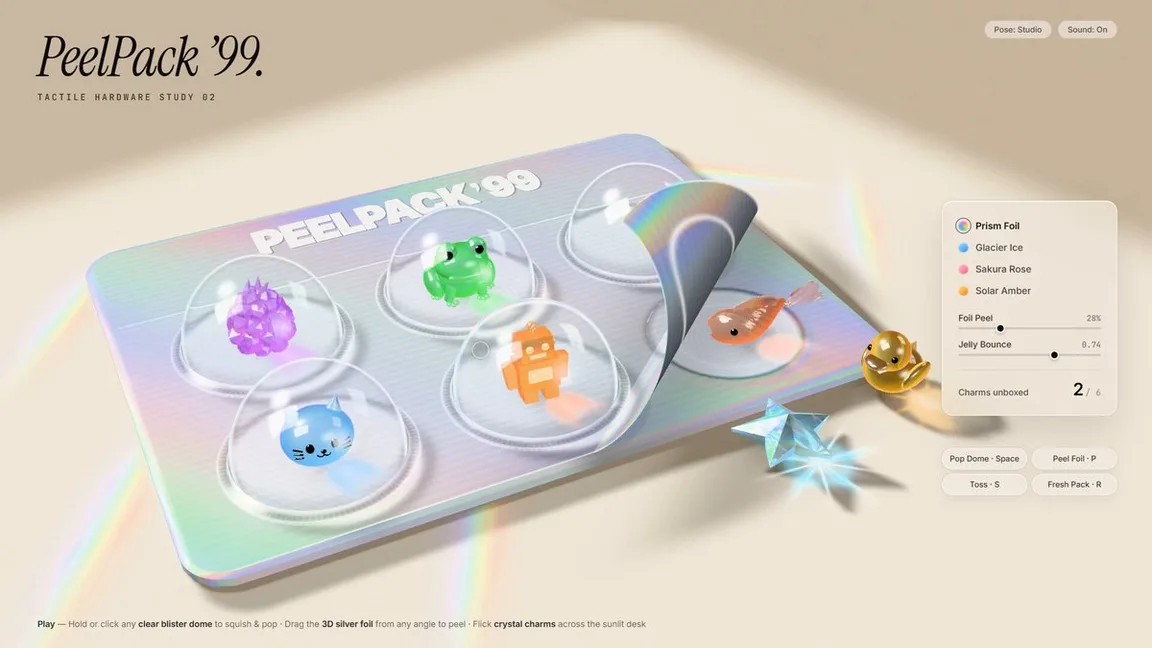 PeelPack ’99.
TACTILE HARDWARE STUDY 02
Pose: Studio
Sound: On
PEELPACK’99
Prism Foil
Glacier Ice
Sakura Rose
Solar Amber
Foil Peel 28%
Jelly Bounce 0.74
Charms unboxed 2 / 6
Pop Dome · Space
Peel Foil · P
Toss · S
Fresh Pack · R
Play — Hold or click any clear blister dome to squish & pop · Drag the 3D silver foil from any angle to peel · Flick crystal charms across the sunlit desk